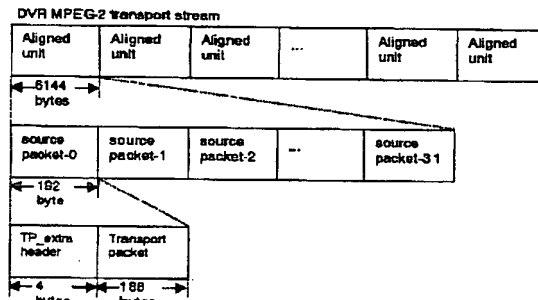 DVR MPEG-2 transport stream
Aligned unit Aligned unit Aligned unit ... Aligned unit Aligned unit
6144 bytes
source packet-0 source packet-1 source packet-2 ... source packet-31
192 byte
TP_extra header Transport packet
4 bytes 188 bytes